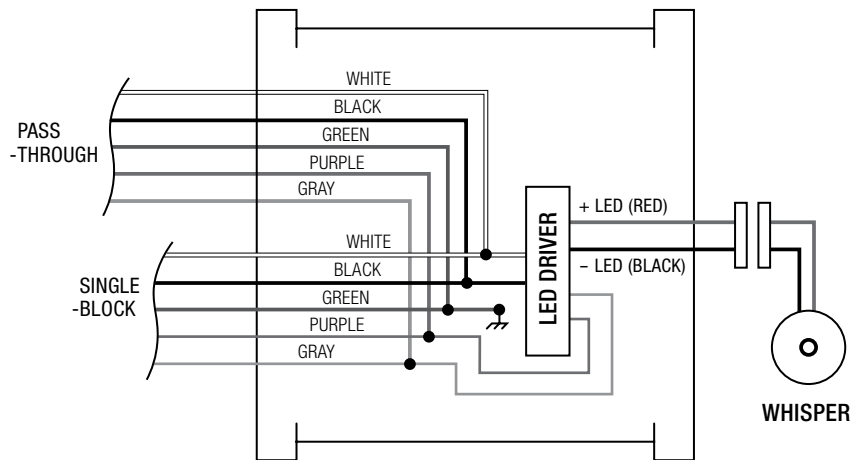 WHITE
BLACK
GREEN
PURPLE
GRAY
PASS
-THROUGH
WHITE
BLACK
GREEN
PURPLE
GRAY
SINGLE
-BLOCK
LED DRIVER
+ LED (RED)
– LED (BLACK)
WHISPER